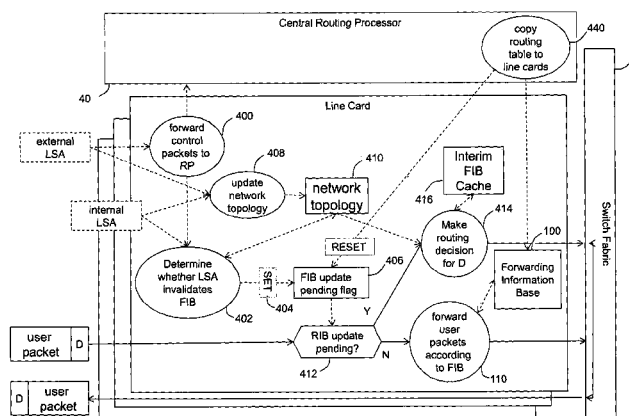 Central Routing Processor
copy
routing
table to
line cards
440
40
Line Card
external
LSA
forward
control
packets to
RP
400
408
410
update
network
topology
network
topology
Interim
FIB
Cache
416
internal
LSA
RESET
Make
routing
decision
for D
414
100
Switch Fabric
Determine
whether LSA
invalidates
FIB
402
SET
404
FIB update
pending flag
406
Forwarding
Information
Base
Y
user
packet
D
RIB update
pending?
412
N
forward
user
packets
according
to FIB
110
D
user
packet